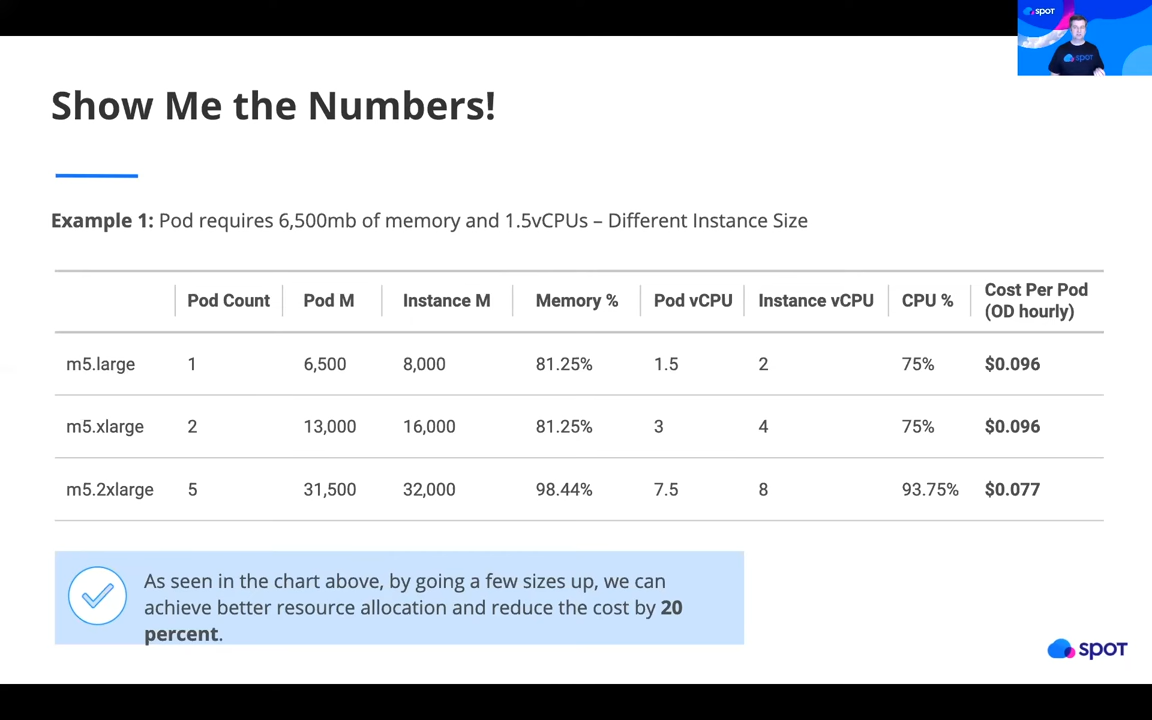 spot
spot
Show Me the Numbers!
Example 1: Pod requires 6,500mb of memory and 1.5vCPUs – Different Instance Size
Pod Count Pod M Instance M Memory % Pod vCPU Instance vCPU CPU % Cost Per Pod (OD hourly)
m5.large 1 6,500 8,000 81.25% 1.5 2 75% $0.096
m5.xlarge 2 13,000 16,000 81.25% 3 4 75% $0.096
m5.2xlarge 5 31,500 32,000 98.44% 7.5 8 93.75% $0.077
As seen in the chart above, by going a few sizes up, we can
achieve better resource allocation and reduce the cost by 20
percent.
spot